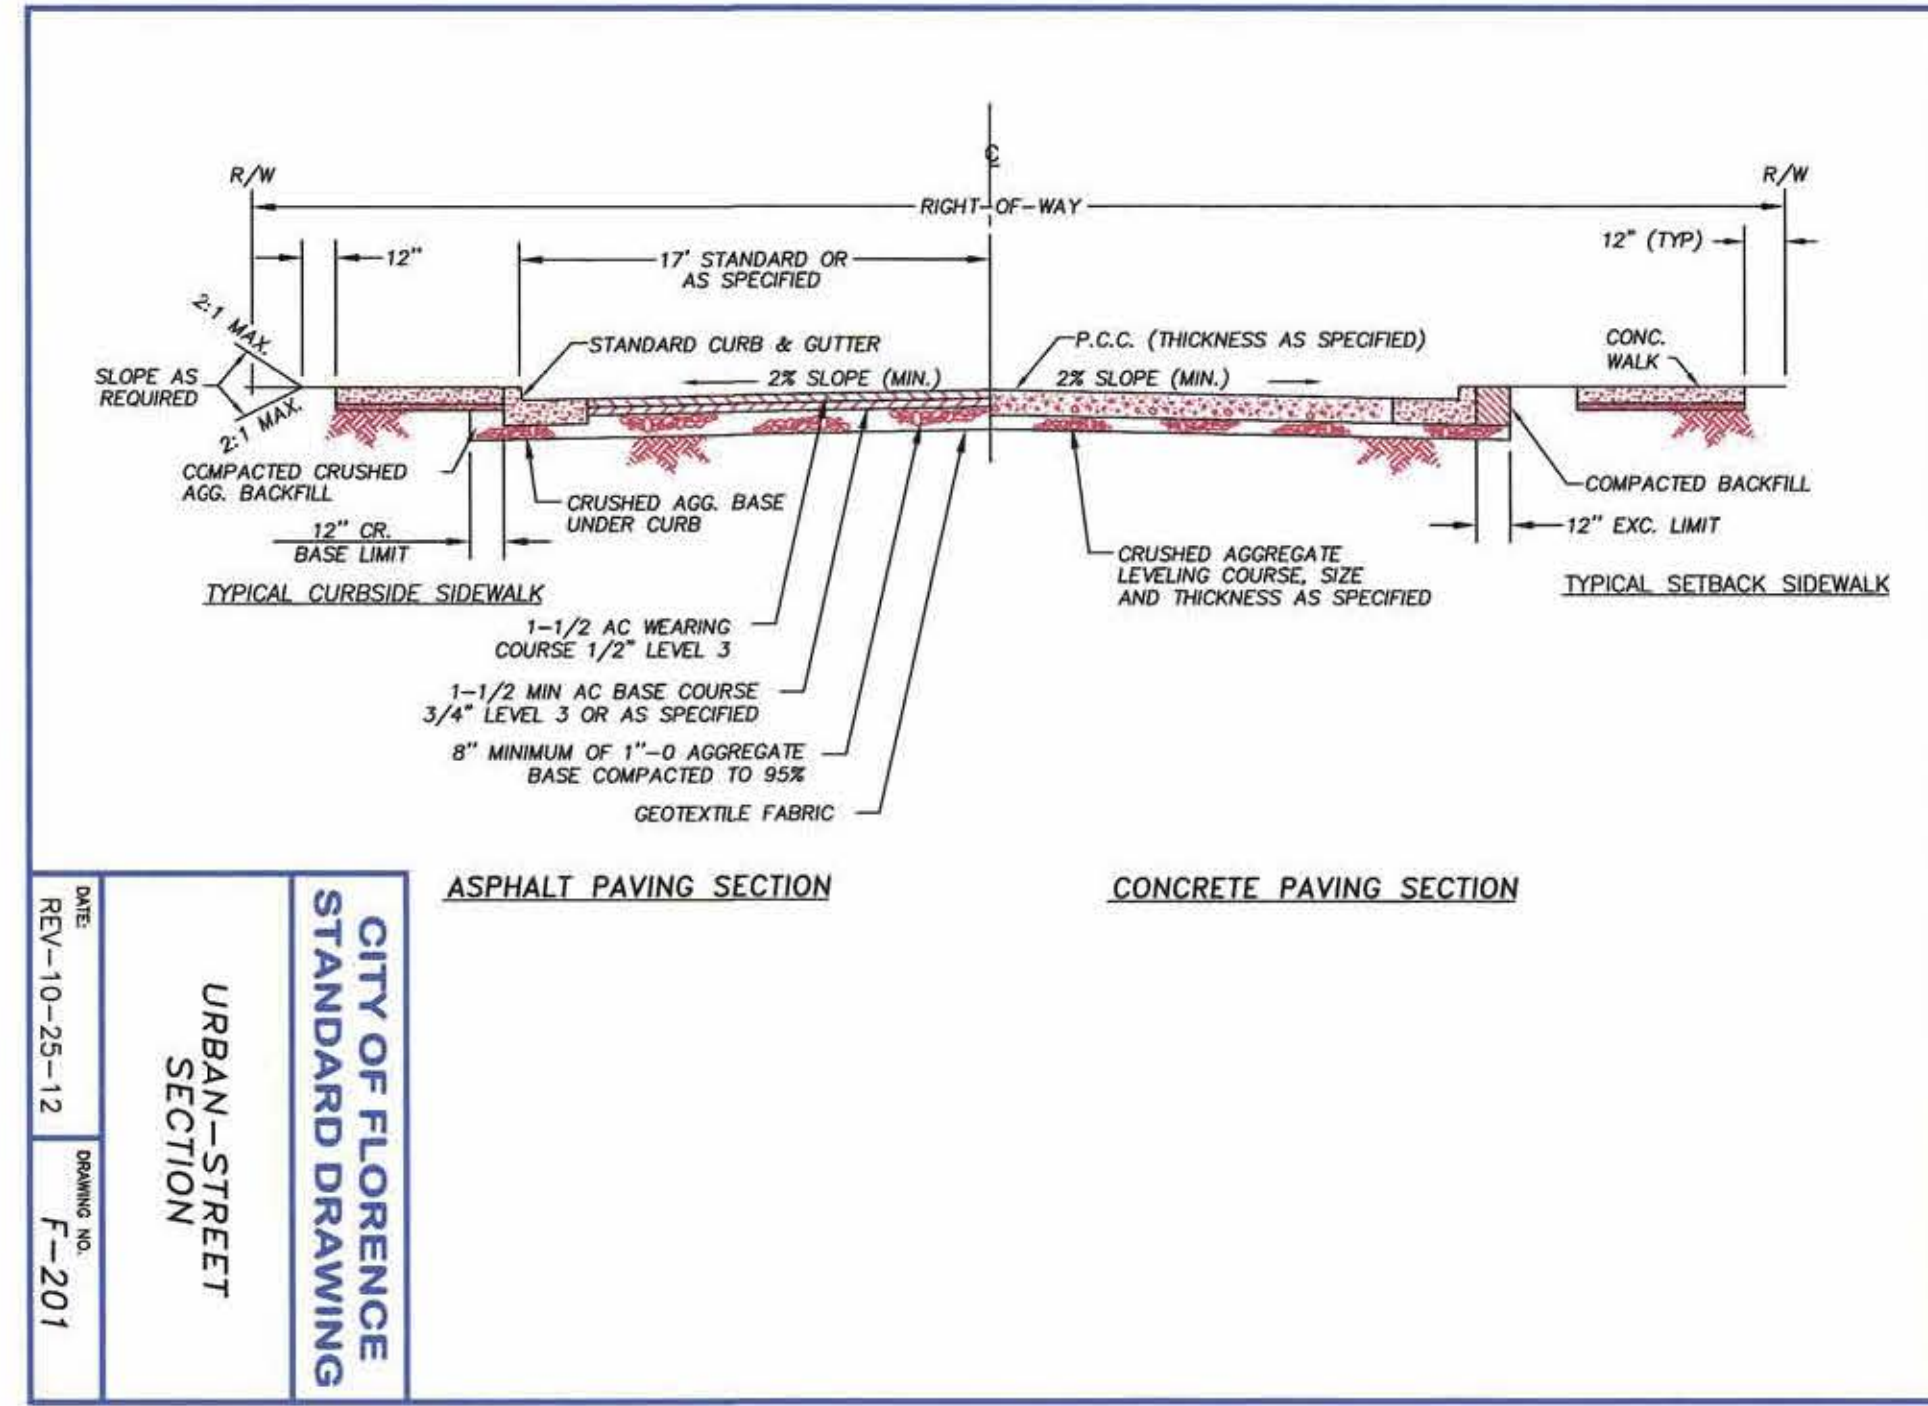 ℄
R/W
R/W
RIGHT-OF-WAY
12" (TYP)
12"
17' STANDARD OR
AS SPECIFIED
2:1 MAX.
STANDARD CURB & GUTTER
P.C.C. (THICKNESS AS SPECIFIED)
CONC.
WALK
SLOPE AS
REQUIRED
2% SLOPE (MIN.)
2% SLOPE (MIN.)
2:1 MAX.
COMPACTED CRUSHED
AGG. BACKFILL
CRUSHED AGG. BASE
UNDER CURB
COMPACTED BACKFILL
12" CR.
BASE LIMIT
12" EXC. LIMIT
CRUSHED AGGREGATE
LEVELING COURSE, SIZE
AND THICKNESS AS SPECIFIED
TYPICAL CURBSIDE SIDEWALK
TYPICAL SETBACK SIDEWALK
1-1/2 AC WEARING
COURSE 1/2" LEVEL 3
1-1/2 MIN AC BASE COURSE
3/4" LEVEL 3 OR AS SPECIFIED
8" MINIMUM OF 1"-0 AGGREGATE
BASE COMPACTED TO 95%
GEOTEXTILE FABRIC
ASPHALT PAVING SECTION
CONCRETE PAVING SECTION
CITY OF FLORENCE
STANDARD DRAWING
URBAN-STREET
SECTION
DATE:
REV-10-25-12
DRAWING NO.
F-201